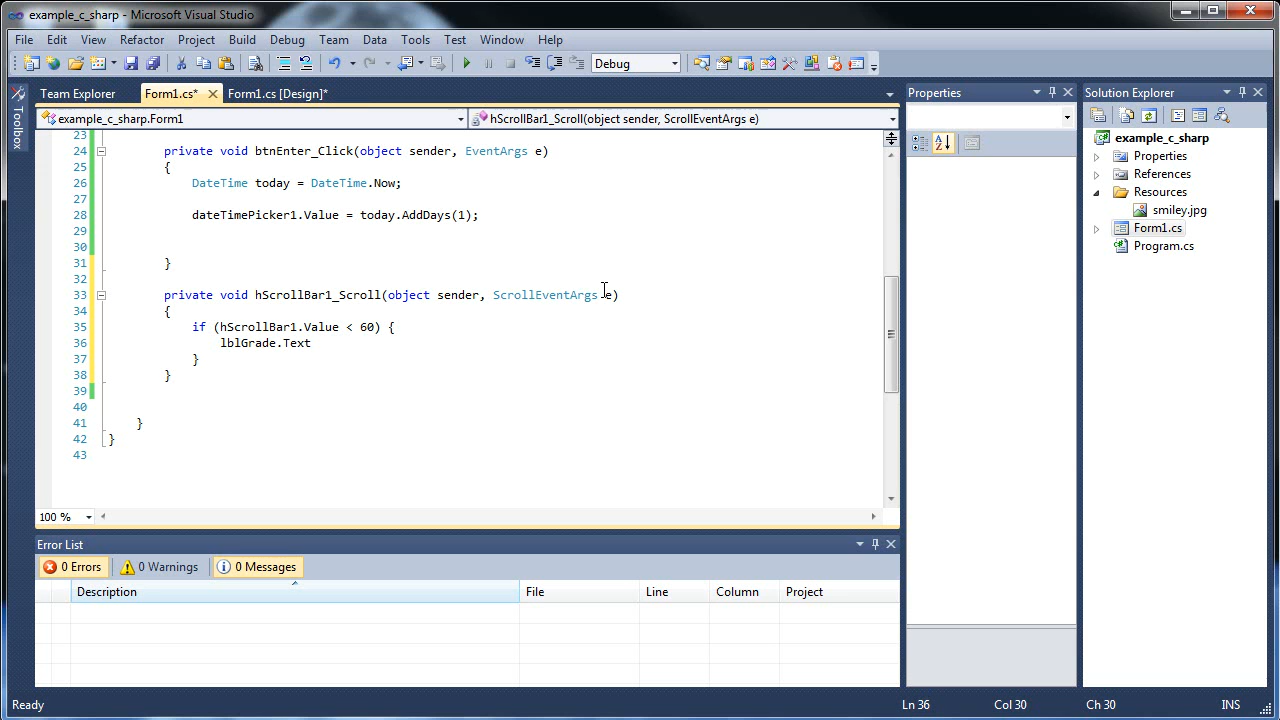 example_c_sharp - Microsoft Visual Studio
File Edit View Refactor Project Build Debug Team Data Tools Test Window Help
Debug
Team Explorer Form1.cs* Form1.cs [Design]*
example_c_sharp.Form1 hScrollBar1_Scroll(object sender, ScrollEventArgs e)
Toolbox
23
24 private void btnEnter_Click(object sender, EventArgs e)
25 {
26 DateTime today = DateTime.Now;
27
28 dateTimePicker1.Value = today.AddDays(1);
29
30
31 }
32
33 private void hScrollBar1_Scroll(object sender, ScrollEventArgs e)
34 {
35 if (hScrollBar1.Value < 60) {
36 lblGrade.Text
37 }
38 }
39
40
41 }
42 }
43
100 %
Error List
0 Errors 0 Warnings 0 Messages
Description File Line Column Project
Properties
Solution Explorer
example_c_sharp
Properties
References
Resources
smiley.jpg
Form1.cs
Program.cs
Ready Ln 36 Col 30 Ch 30 INS